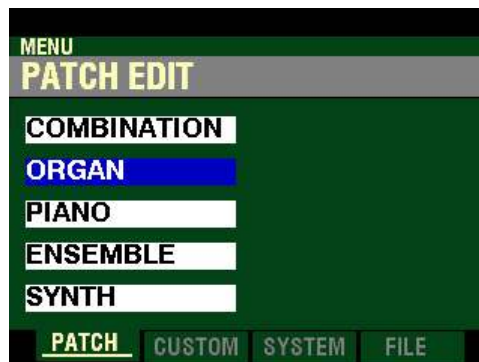 MENU
PATCH EDIT
COMBINATION
ORGAN
PIANO
ENSEMBLE
SYNTH
PATCH CUSTOM SYSTEM FILE